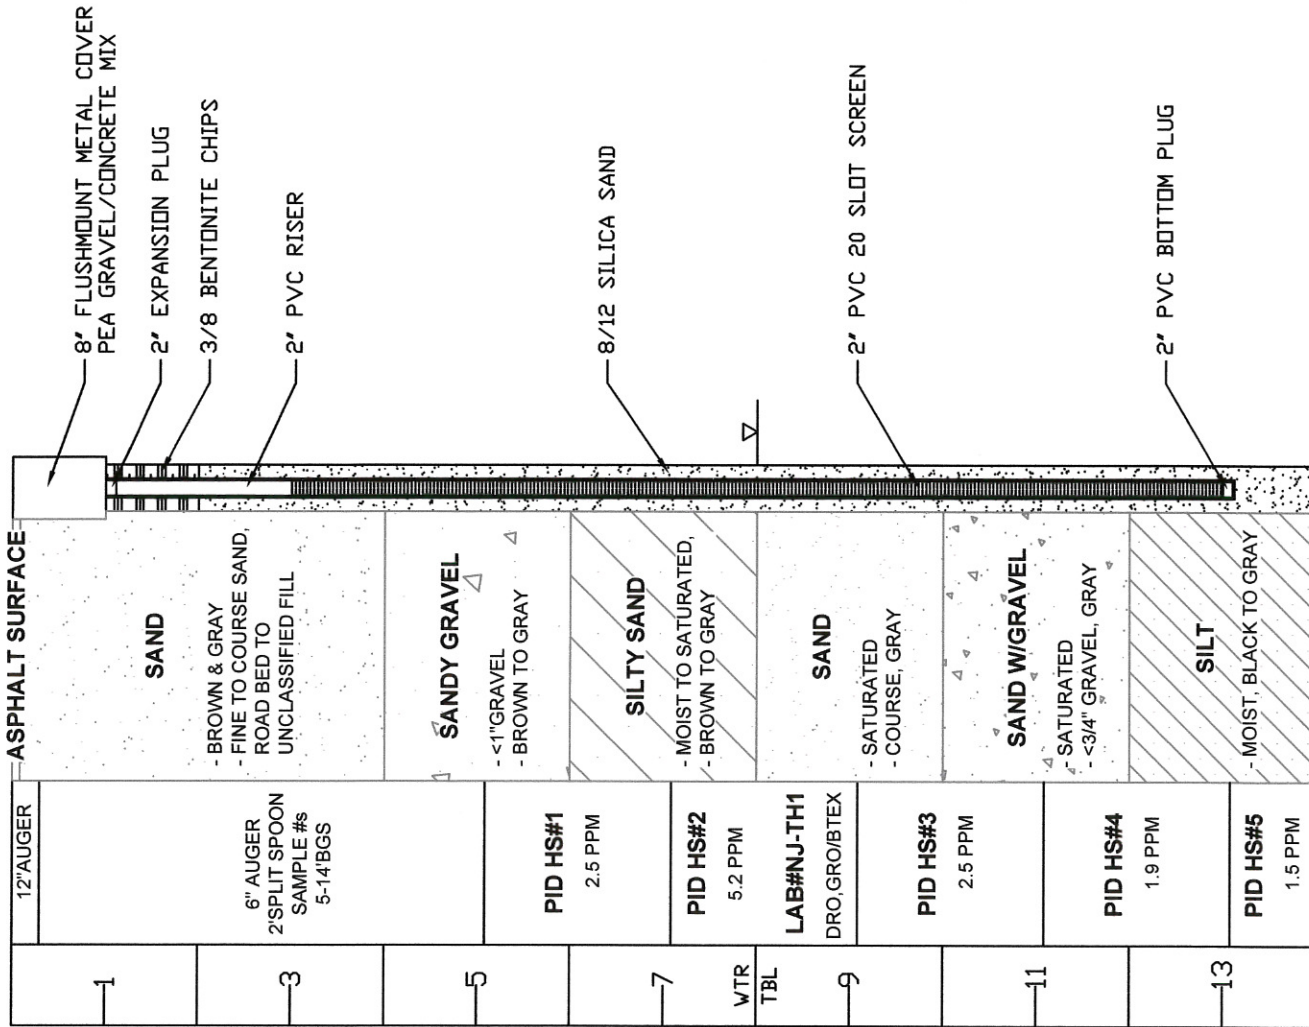 ASPHALT SURFACE
8" FLUSHMOUNT METAL COVER
PEA GRAVEL/CONCRETE MIX
2" EXPANSION PLUG
3/8 BENTONITE CHIPS
2" PVC RISER
8/12 SILICA SAND
2" PVC 20 SLOT SCREEN
2" PVC BOTTOM PLUG
SAND
- BROWN & GRAY
- FINE TO COURSE SAND,
ROAD BED TO
UNCLASSIFIED FILL
SANDY GRAVEL
- <1"GRAVEL
- BROWN TO GRAY
SILTY SAND
- MOIST TO SATURATED,
- BROWN TO GRAY
SAND
- SATURATED
- COURSE, GRAY
SAND W/GRAVEL
- SATURATED
- <3/4" GRAVEL, GRAY
SILT
- MOIST, BLACK TO GRAY
12"AUGER
6" AUGER
2'SPLIT SPOON
SAMPLE #s
5-14'BGS
PID HS#1
2.5 PPM
PID HS#2
5.2 PPM
LAB#NJ-TH1
DRO,GRO/BTEX
PID HS#3
2.5 PPM
PID HS#4
1.9 PPM
PID HS#5
1.5 PPM
1
3
5
7
WTR
TBL
9
11
13